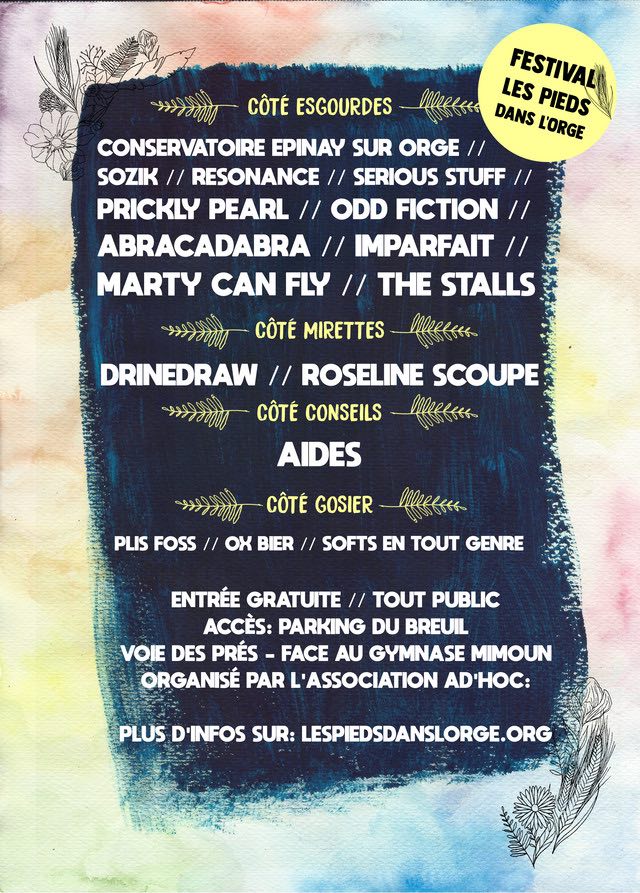 FESTIVAL
LES PIEDS
DANS L'ORGE
CÔTÉ ESGOURDES
CONSERVATOIRE EPINAY SUR ORGE //
SOZIK // RESONANCE // SERIOUS STUFF //
PRICKLY PEARL // ODD FICTION //
ABRACADABRA // IMPARFAIT //
MARTY CAN FLY // THE STALLS
CÔTÉ MIRETTES
DRINEDRAW // ROSELINE SCOUPE
CÔTÉ CONSEILS
AIDES
CÔTÉ GOSIER
PLIS FOSS // OX BIER // SOFTS EN TOUT GENRE
ENTRÉE GRATUITE // TOUT PUBLIC
ACCÈS: PARKING DU BREUIL
VOIE DES PRÉS - FACE AU GYMNASE MIMOUN
ORGANISÉ PAR L'ASSOCIATION AD'HOC:
PLUS D'INFOS SUR: LESPIEDSDANSLORGE.ORG